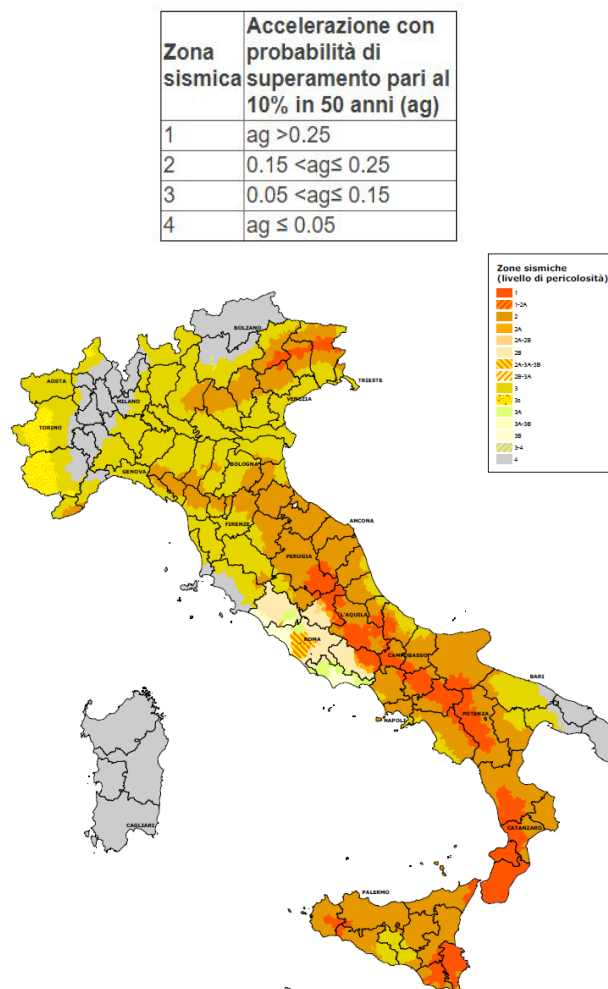 Zona sismica
Accelerazione con
probabilità di
superamento pari al
10% in 50 anni (ag)
1 ag >0.25
2 0.15 <ag≤ 0.25
3 0.05 <ag≤ 0.15
4 ag ≤ 0.05
Zone sismiche
(livello di pericolosità)
1
1-2A
2
2A
2A-2B
2B
2A-3A-3B
2B-3A
3
3s
3A
3A-3B
3B
3-4
4
BOLZANO
AOSTA
MILANO
TRIESTE
VENEZIA
TORINO
GENOVA
BOLOGNA
FIRENZE
ANCONA
PERUGIA
L'AQUILA
ROMA
CAMPOBASSO
BARI
NAPOLI
POTENZA
CAGLIARI
CATANZARO
PALERMO